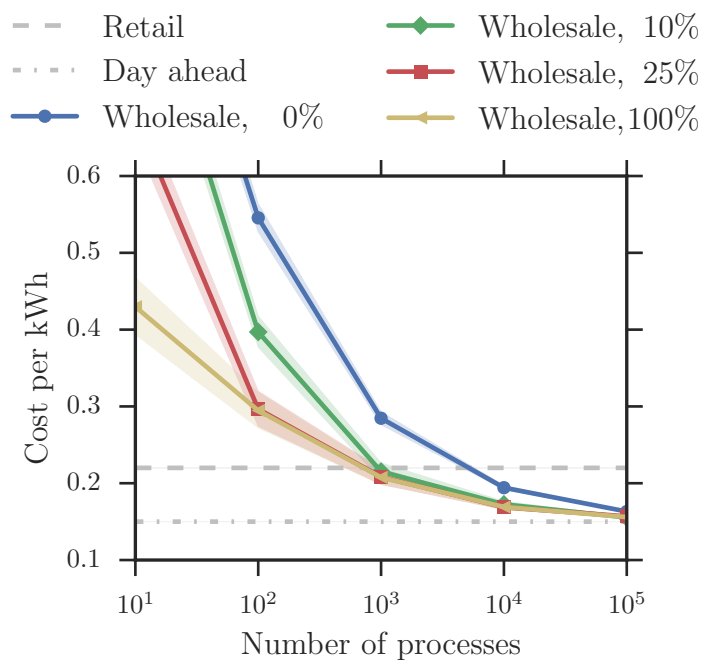 Retail
Day ahead
Wholesale, 0%
Wholesale, 10%
Wholesale, 25%
Wholesale, 100%
0.6
0.5
0.4
0.3
0.2
0.1
Cost per kWh
10¹ 10² 10³ 10⁴ 10⁵
Number of processes